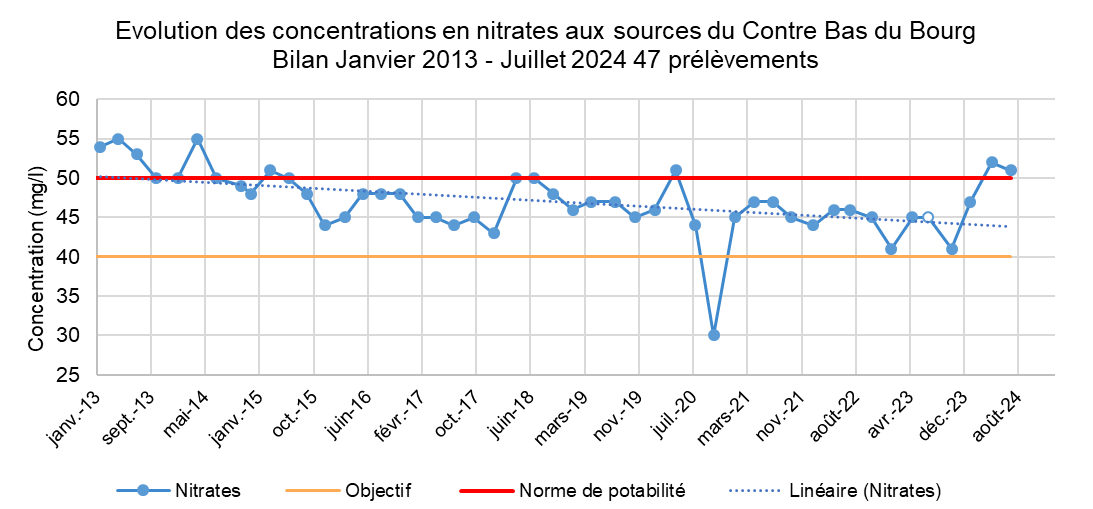 Evolution des concentrations en nitrates aux sources du Contre Bas du Bourg
Bilan Janvier 2013 - Juillet 2024 47 prélèvements
Concentration (mg/l)
60
55
50
45
40
35
30
25
janv.-13
sept.-13
mai-14
janv.-15
oct.-15
juin-16
févr.-17
oct.-17
juin-18
mars-19
nov.-19
juil.-20
mars-21
nov.-21
août-22
avr.-23
déc.-23
août-24
Nitrates
Objectif
Norme de potabilité
Linéaire (Nitrates)